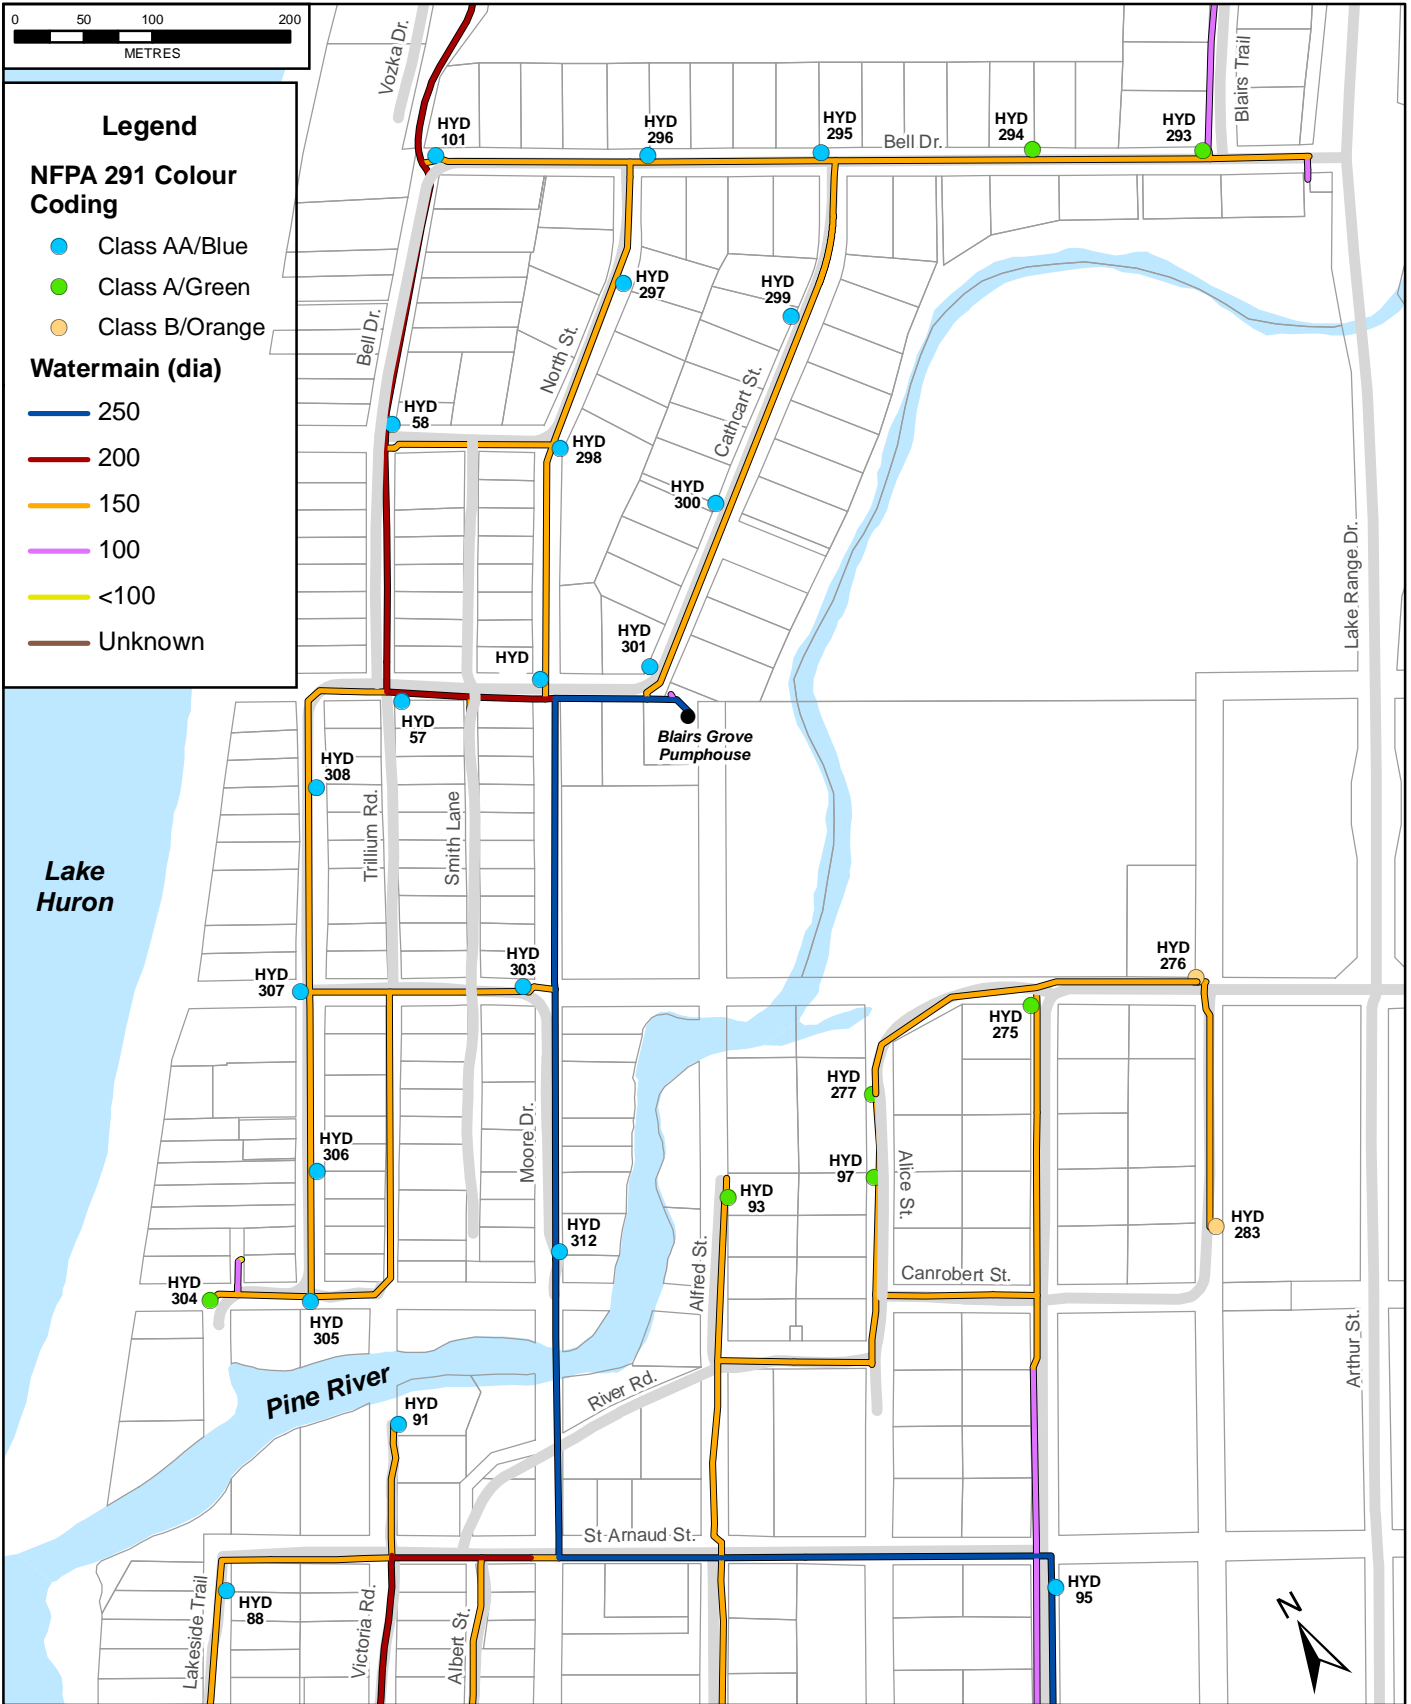 0 50 100 200
METRES
Legend
NFPA 291 Colour
Coding
Class AA/Blue
Class A/Green
Class B/Orange
Watermain (dia)
250
200
150
100
<100
Unknown
Vozka Dr.
Blairs Trail
HYD
101
HYD
296
HYD
295
Bell Dr.
HYD
294
HYD
293
HYD
297
HYD
299
Bell Dr.
North St.
Cathcart St.
HYD
58
HYD
298
HYD
300
Lake Range Dr.
HYD
HYD
301
HYD
57
Blairs Grove
Pumphouse
HYD
308
Trillium Rd.
Smith Lane
Lake
Huron
HYD
303
HYD
307
HYD
276
HYD
275
HYD
277
Moore Dr.
HYD
306
HYD
97
Alice St.
HYD
93
HYD
312
HYD
283
Alfred St.
Canrobert St.
HYD
304
HYD
305
Arthur St.
Pine River
River Rd.
HYD
91
St Arnaud St.
Lakeside Trail
HYD
88
Victoria Rd.
Albert St.
HYD
95
N